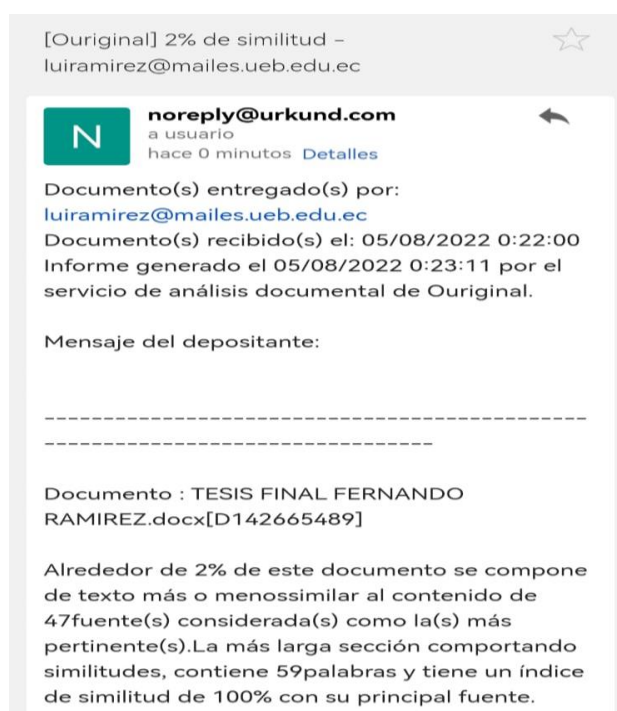 [Ouriginal] 2% de similitud –
luiramirez@mailes.ueb.edu.ec
N
noreply@urkund.com
a usuario
hace 0 minutos Detalles
Documento(s) entregado(s) por:
luiramirez@mailes.ueb.edu.ec
Documento(s) recibido(s) el: 05/08/2022 0:22:00
Informe generado el 05/08/2022 0:23:11 por el
servicio de análisis documental de Ouriginal.
Mensaje del depositante:
Documento : TESIS FINAL FERNANDO
RAMIREZ.docx[D142665489]
Alrededor de 2% de este documento se compone
de texto más o menossimilar al contenido de
47fuente(s) considerada(s) como la(s) más
pertinente(s).La más larga sección comportando
similitudes, contiene 59palabras y tiene un índice
de similitud de 100% con su principal fuente.